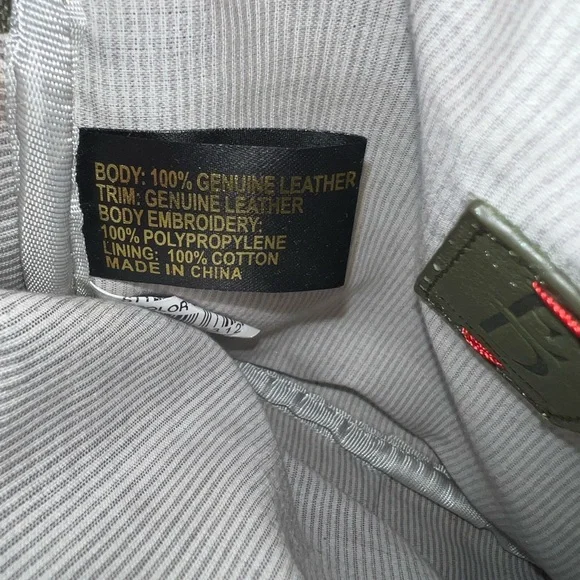 BODY: 100% GENUINE LEATHER
TRIM: GENUINE LEATHER
BODY EMBROIDERY:
100% POLYPROPYLENE
LINING: 100% COTTON
MADE IN CHINA